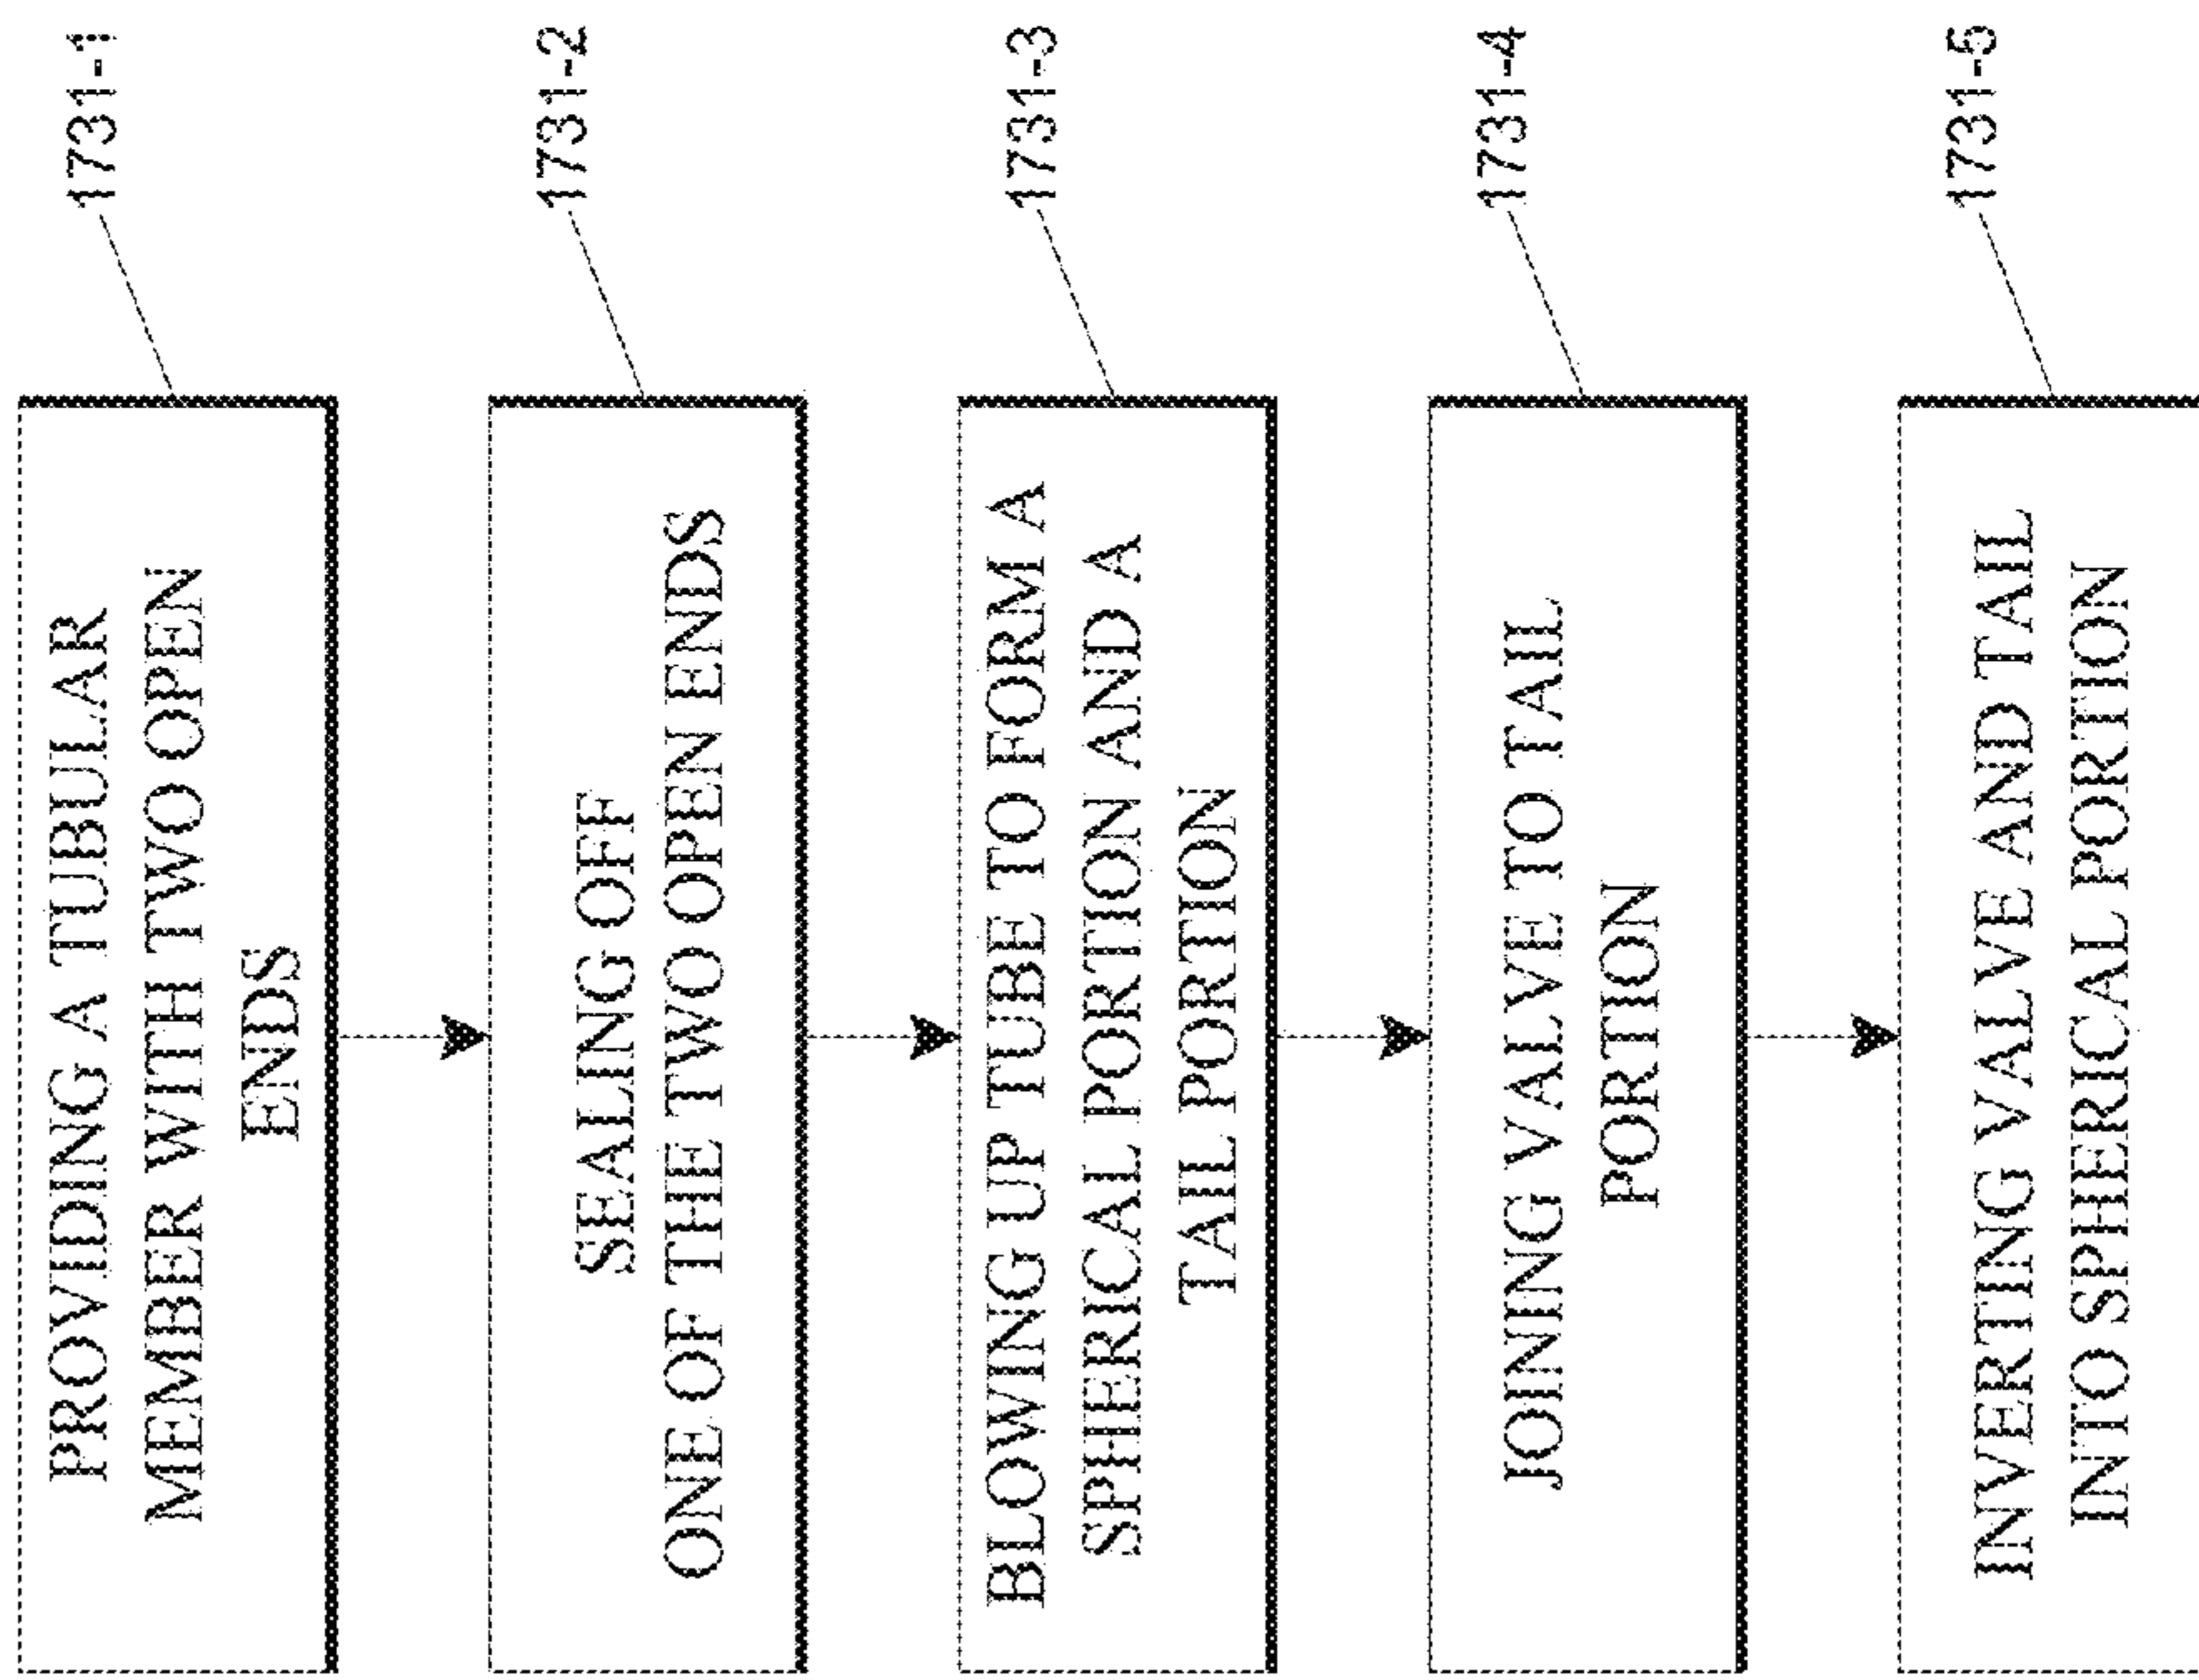 PROVIDING A TUBULAR
MEMBER WITH TWO OPEN
ENDS
1731-1
SEALING OFF
ONE OF THE TWO OPEN ENDS
1731-2
BLOWING UP TUBE TO FORM A
SPHERICAL PORTION AND A
TAIL PORTION
1731-3
JOINING VALVE TO TAIL
PORTION
1731-4
INVERTING VALVE AND TAIL
INTO SPHERICAL PORTION
1731-5